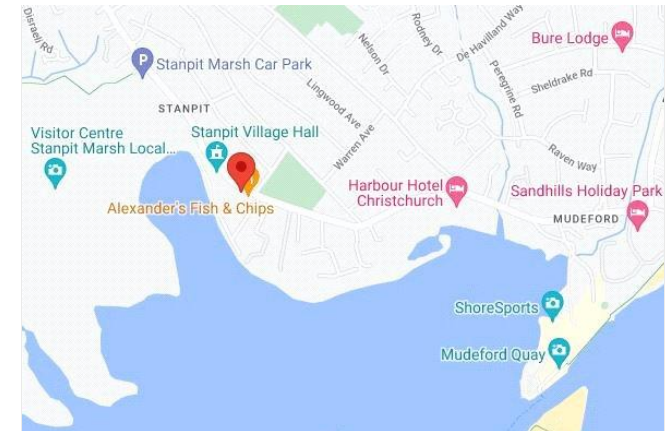 Disraeli Rd
Nelson Dr
Rodney Dr
De Havilland Way
Bure Lodge
P
Stanpit Marsh Car Park
Peregrine Rd
Sheldrake Rd
Lingwood Ave
STANPIT
Warren Ave
Visitor Centre
Stanpit Marsh Local...
Stanpit Village Hall
Raven Way
Harbour Hotel
Christchurch
Sandhills Holiday Park
Alexander's Fish & Chips
MUDEFORD
ShoreSports
Mudeford Quay